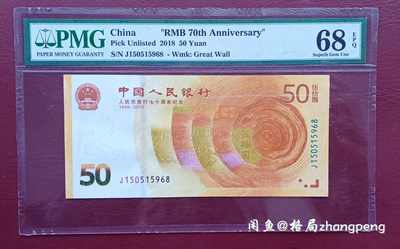 PMG
PAPER MONEY GUARANTY
China "RMB 70th Anniversary"
Pick Unlisted 2018 50 Yuan
S/N J150515968 - Wmk: Great Wall
68 EPQ
Superb Gem Unc
中国人民银行
人民币发行七十周年纪念
1948-2018
50
伍拾圆
50
J150515968
J150515968
闲鱼@格局zhangpeng